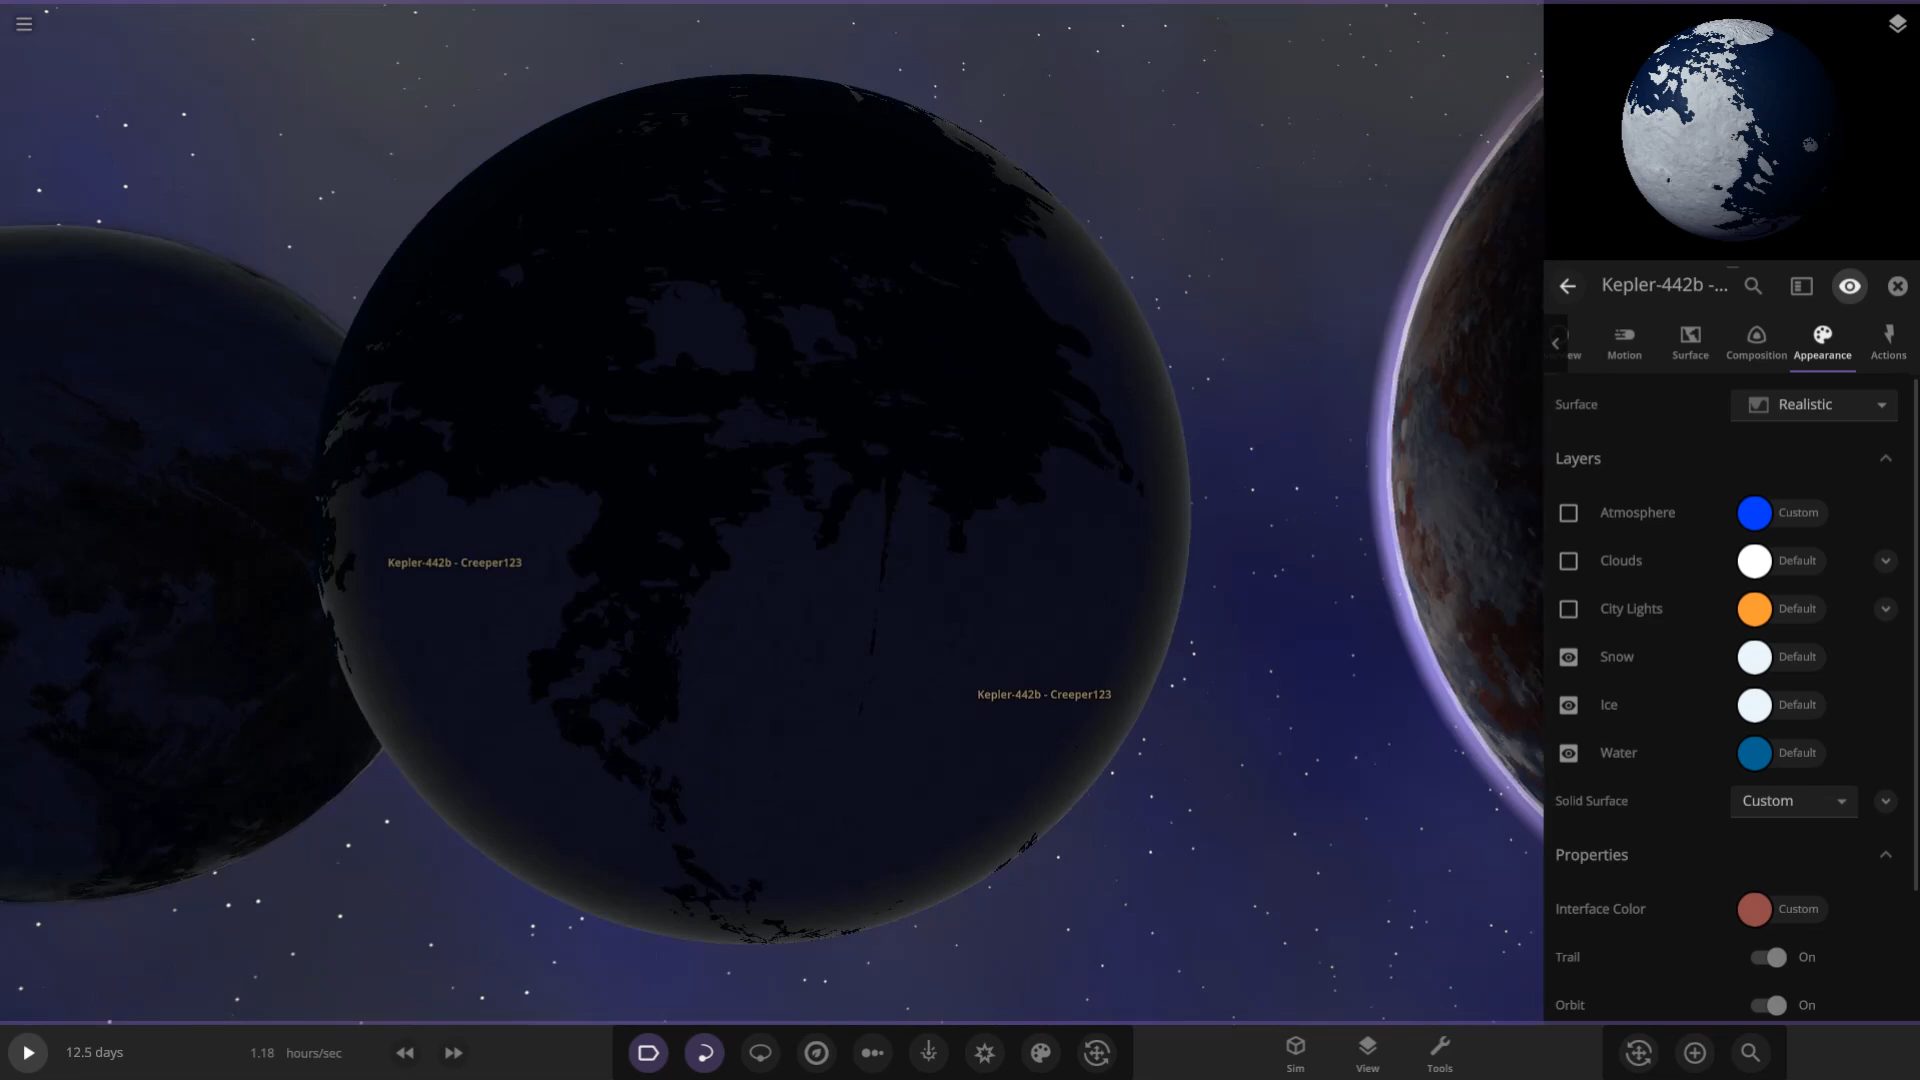 Kepler-442b -...
Motion
Surface
Composition
Appearance
Actions
Surface
Realistic
Layers
Atmosphere
Custom
Clouds
Default
City Lights
Default
Snow
Default
Ice
Default
Water
Default
Solid Surface
Custom
Properties
Interface Color
Custom
Trail
On
Orbit
On
Kepler-442b - Creeper123
Kepler-442b - Creeper123
12.5 days
1.18 hours/sec
Sim
View
Tools